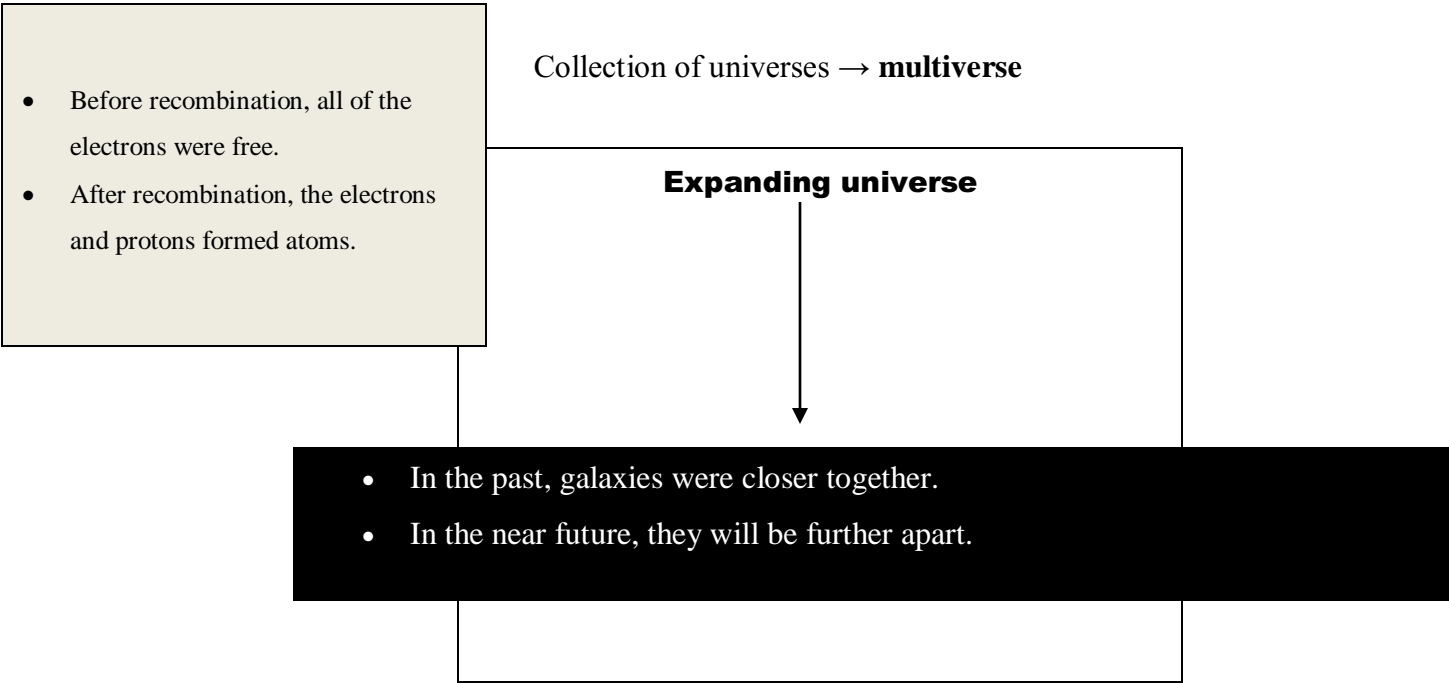 • Before recombination, all of the
electrons were free.
• After recombination, the electrons
and protons formed atoms.
Collection of universes → multiverse
Expanding universe
• In the past, galaxies were closer together.
• In the near future, they will be further apart.